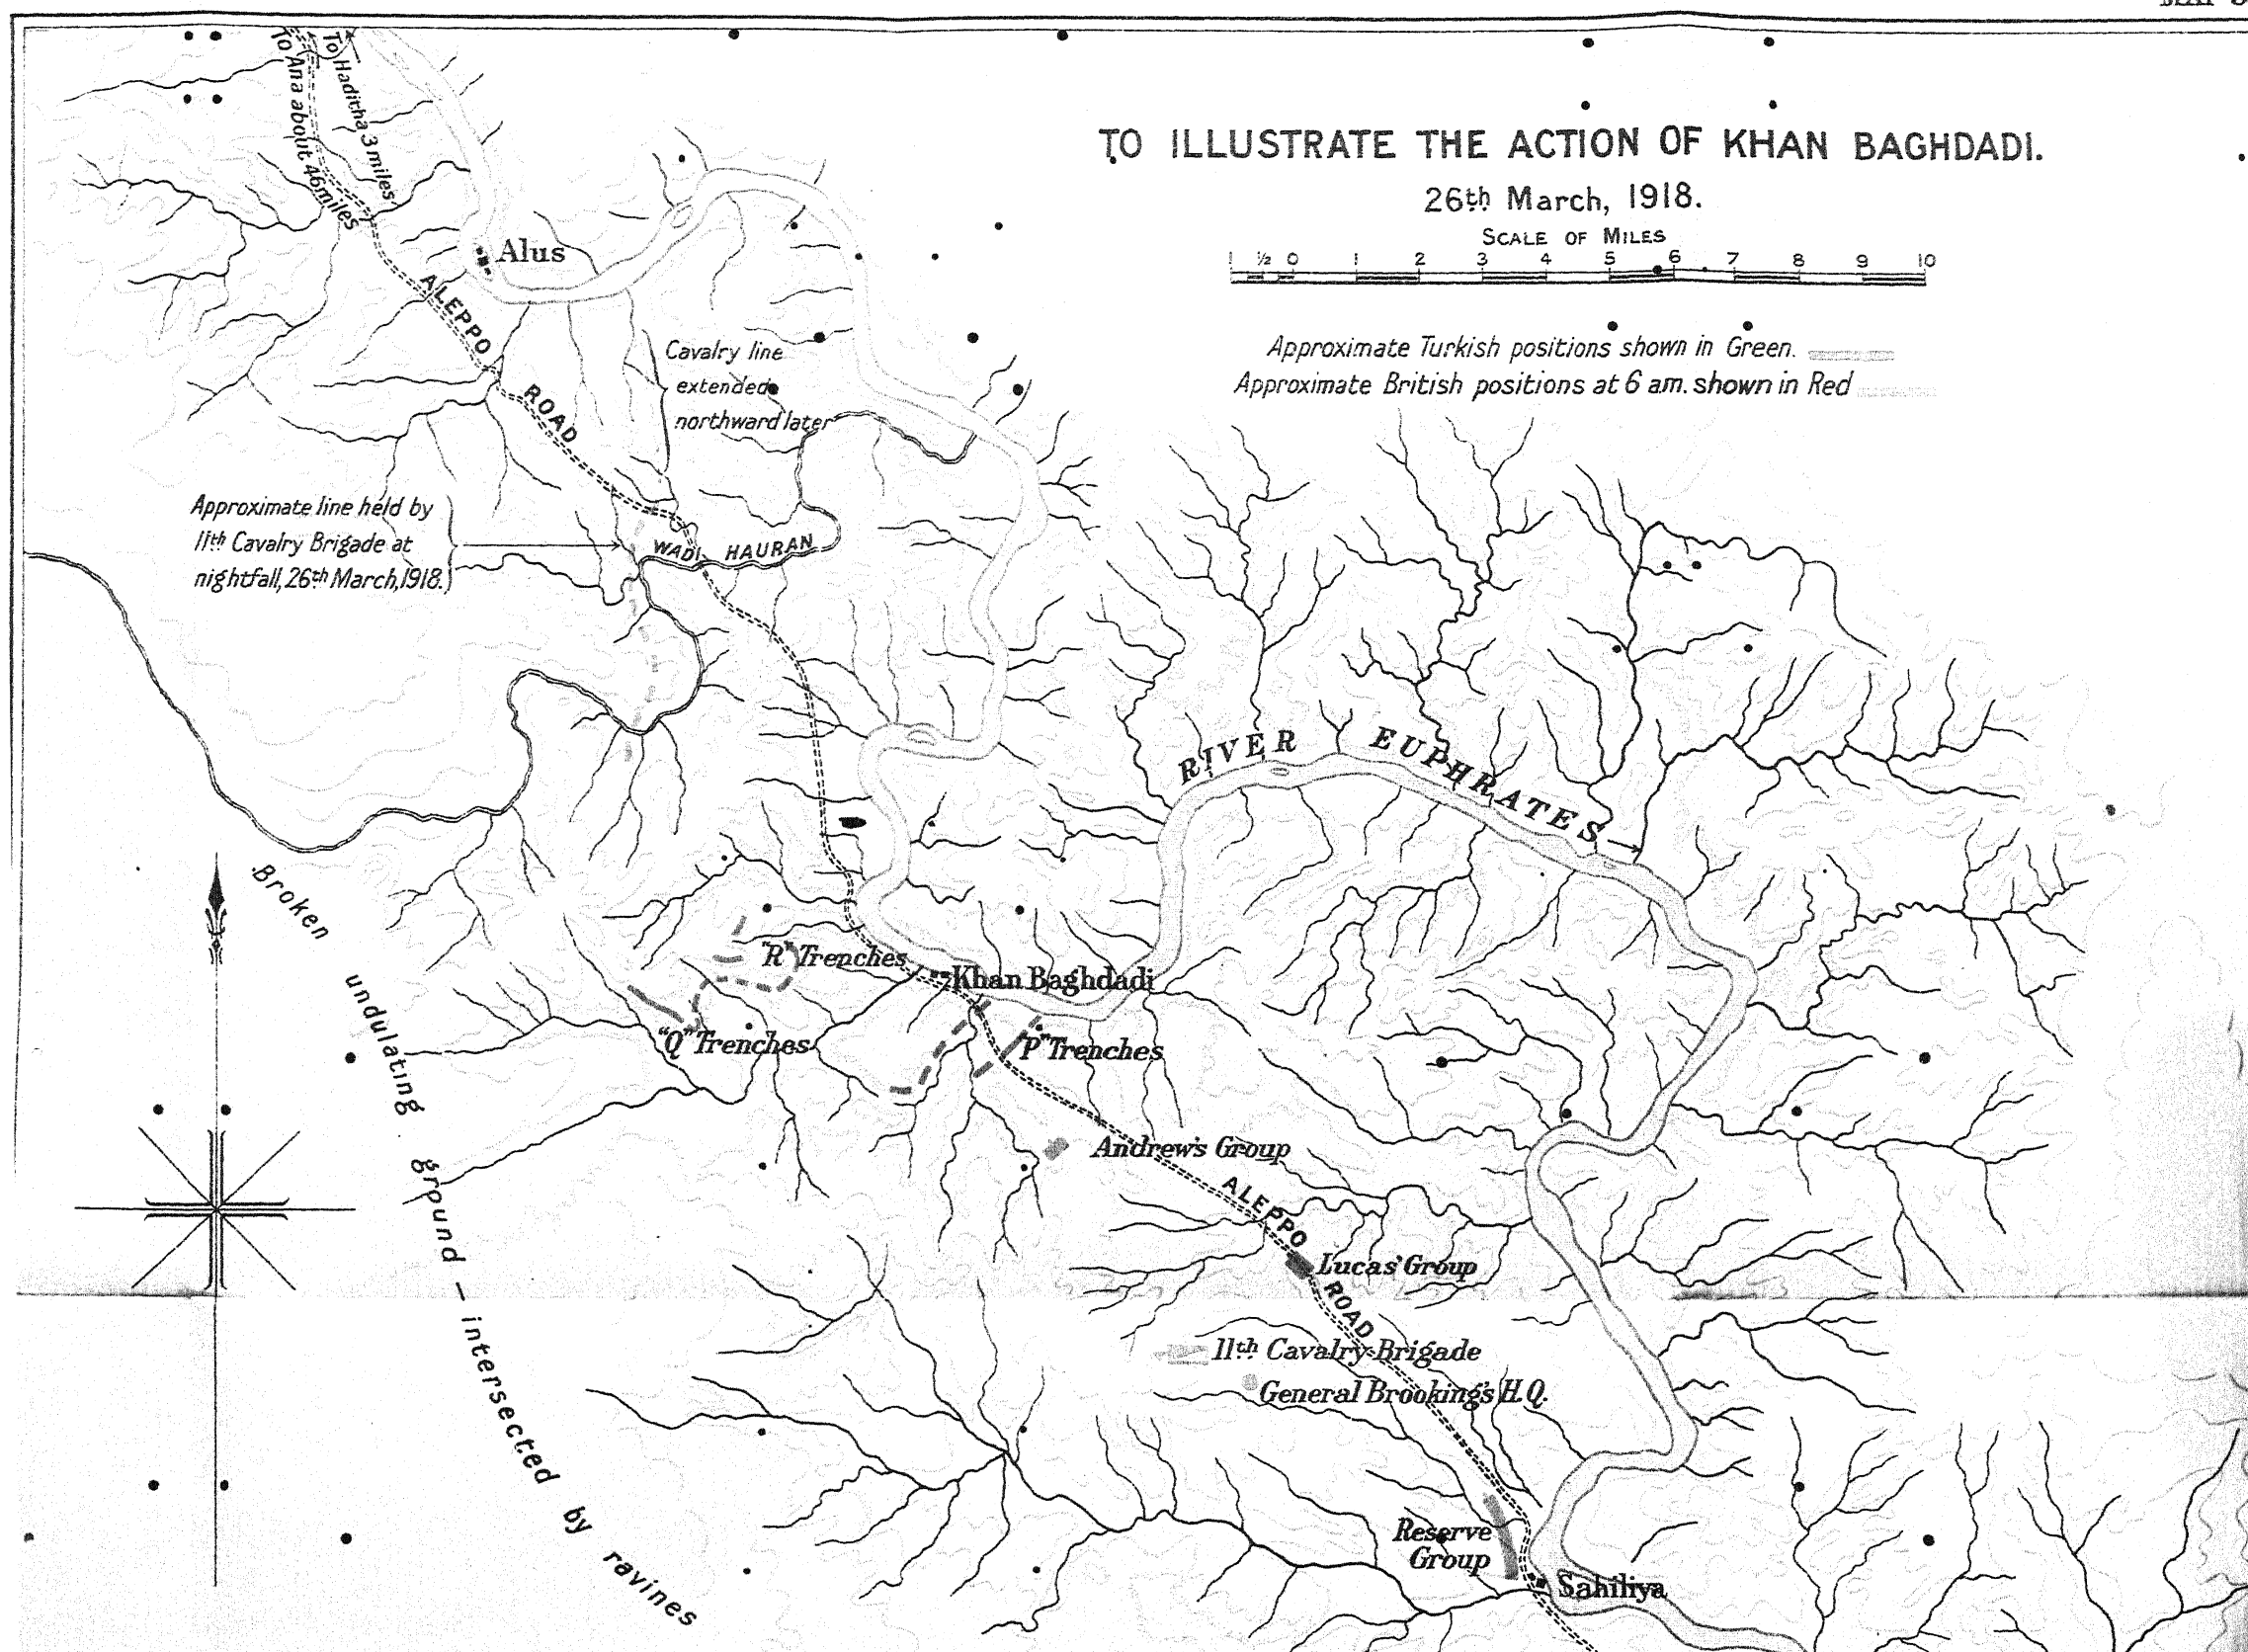 TO ILLUSTRATE THE ACTION OF KHAN BAGHDADI.
26th March, 1918.
SCALE OF MILES
1 ½ 0 1 2 3 4 5 6 7 8 9 10
Approximate Turkish positions shown in Green.
Approximate British positions at 6 am. shown in Red
To Ana about 46 miles
To Haditha 3 miles
Alus
ALEPPO ROAD
Cavalry line
extended
northward later
Approximate line held by
11th Cavalry Brigade at
nightfall, 26th March, 1918.
WADI HAURAN
RIVER EUPHRATES
Broken undulating ground – intersected by ravines
"R" Trenches
Khan Baghdadi
"Q" Trenches
"P" Trenches
Andrew's Group
ALEPPO ROAD
Lucas' Group
11th Cavalry Brigade
General Brooking's H.Q.
Reserve
Group
Sahiliya